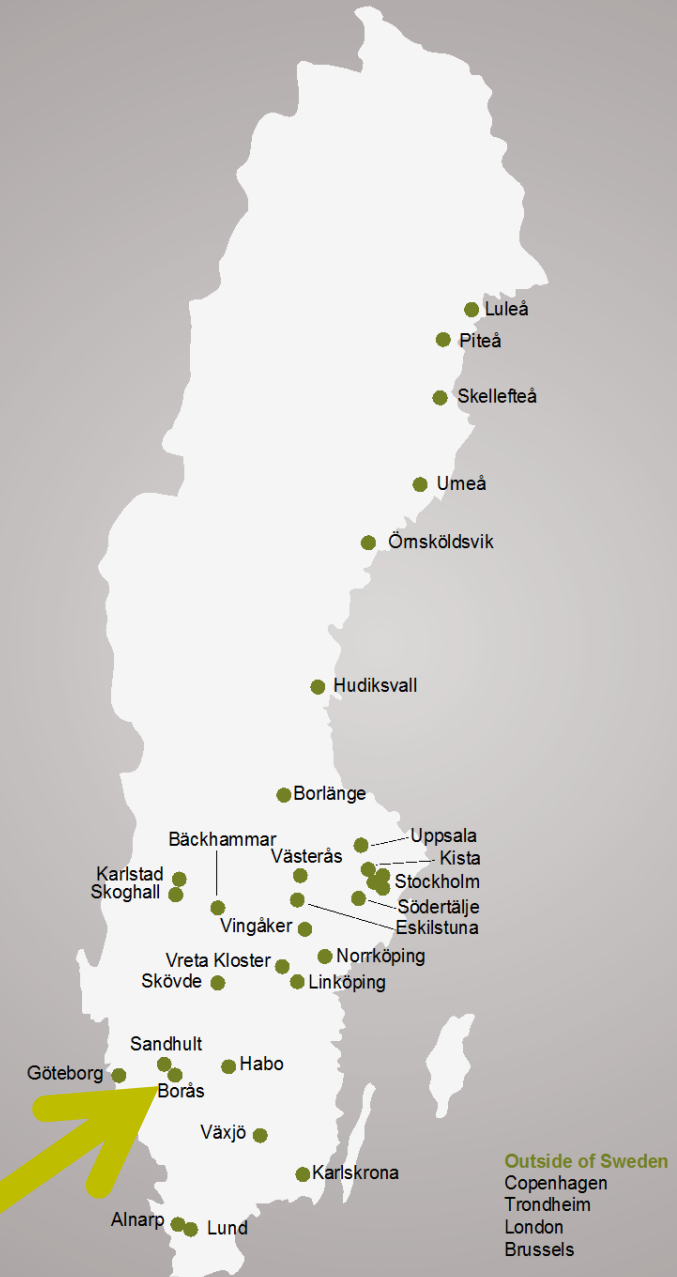 Luleå
Piteå
Skellefteå
Umeå
Örnsköldsvik
Hudiksvall
Borlänge
Uppsala
Bäckhammar
Kista
Västerås
Karlstad
Stockholm
Skoghall
Södertälje
Vingåker
Eskilstuna
Norrköping
Vreta Kloster
Skövde
Linköping
Sandhult
Habo
Göteborg
Borås
Växjö
Karlskrona
Alnarp
Lund
Outside of Sweden
Copenhagen
Trondheim
London
Brussels